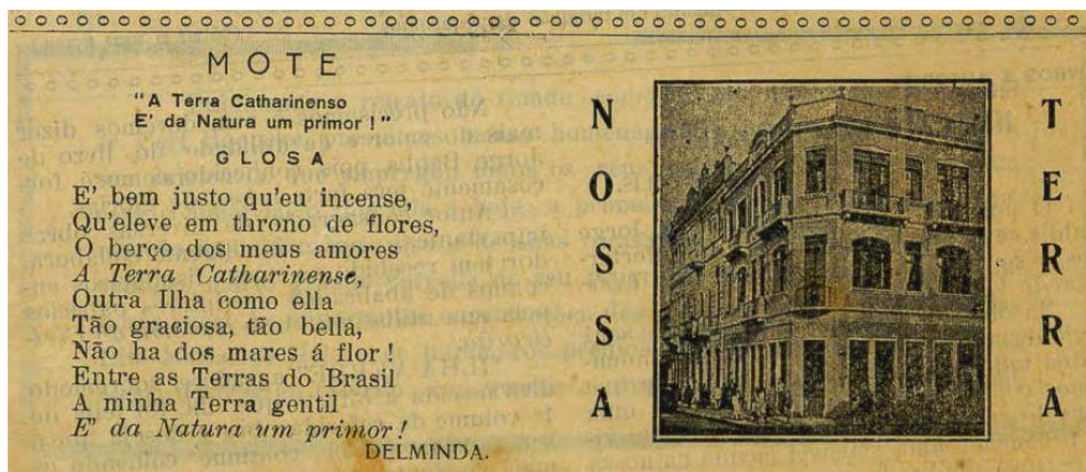 MOTE
"A Terra Catharinenso
E' da Natura um primor!"
GLOSA
E' bem justo qu'eu incense,
Qu'eleve em throno de flores,
O berço dos meus amores
A Terra Catharinense,
Outra Ilha como ella
Tão graciosa, tão bella,
Não ha dos mares á flor!
Entre as Terras do Brasil
A minha Terra gentil
E' da Natura um primor!
DELMINDA.
NOSSA
TERRA